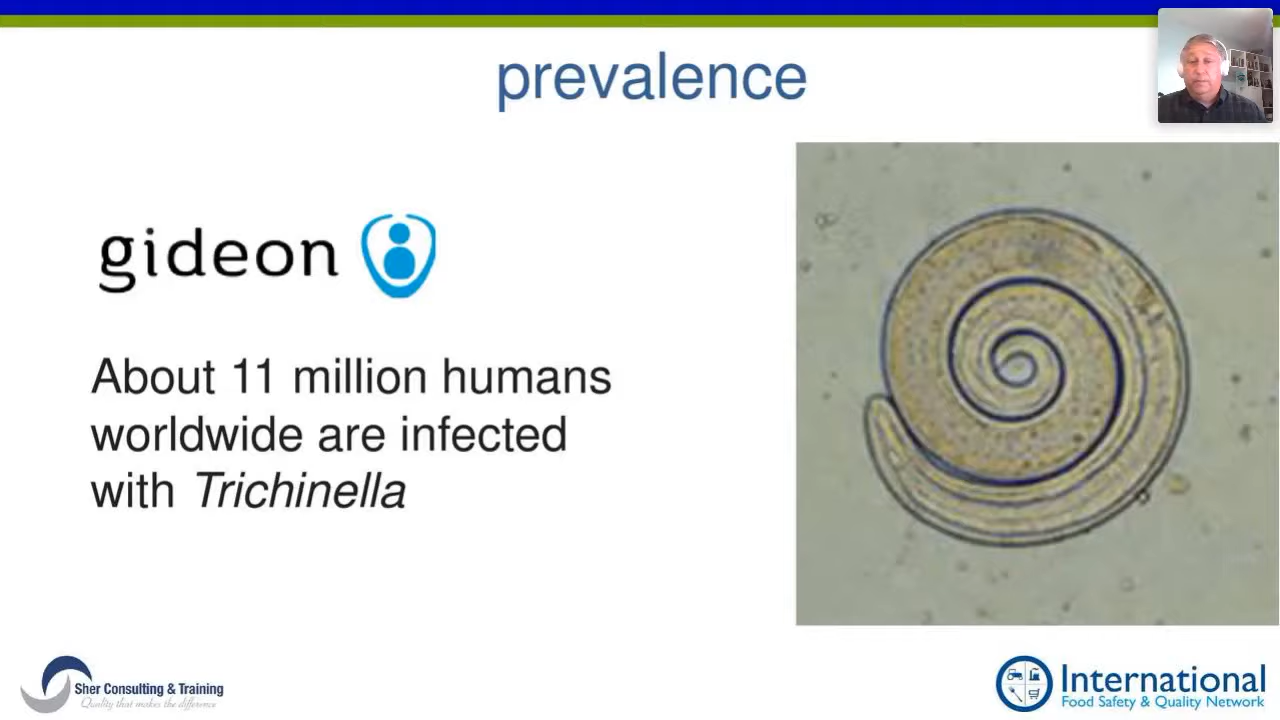 prevalence
gideon
About 11 million humans
worldwide are infected
with Trichinella
Sher Consulting & Training
Quality that makes the difference
International
Food Safety & Quality Network